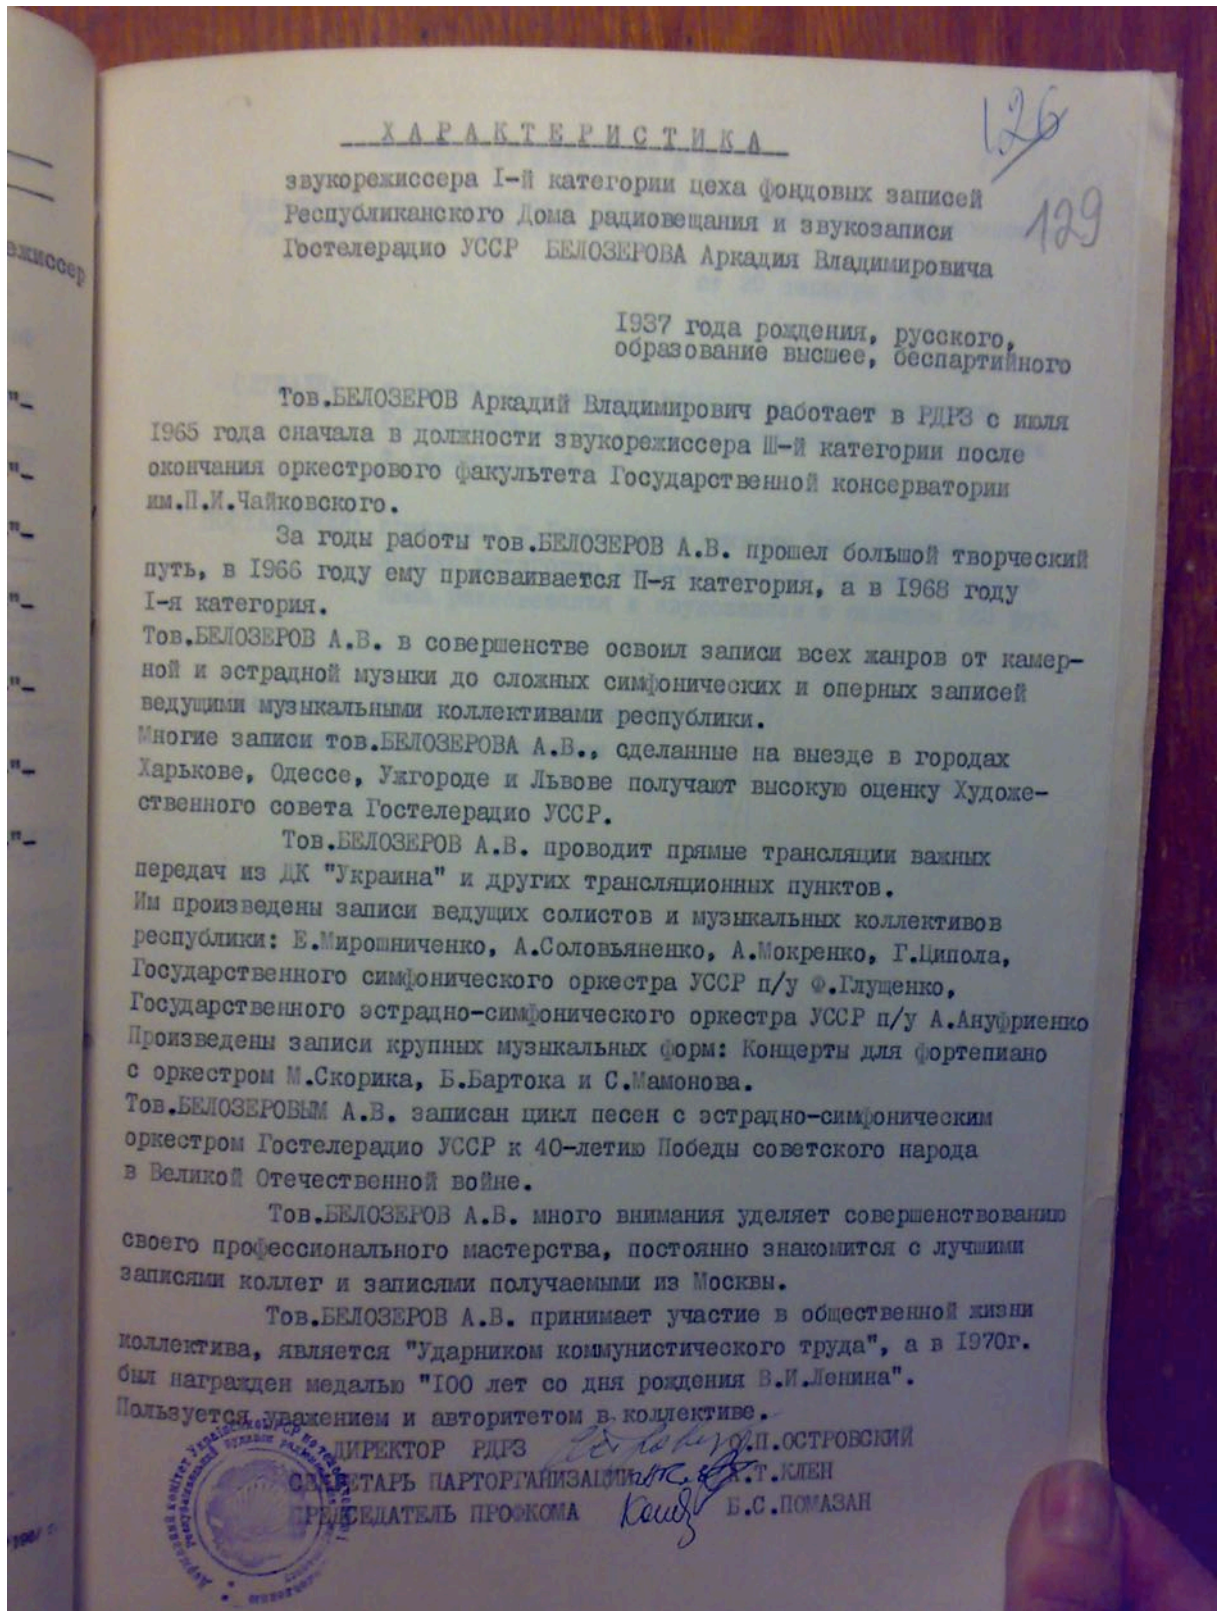 126
129
ХАРАКТЕРИСТИКА
звукорежиссера I-й категории цеха фондовых записей
Республиканского Дома радиовещания и звукозаписи
Гостелерадио УССР БЕЛОЗЕРОВА Аркадия Владимировича
1937 года рождения, русского,
образование высшее, беспартийного
Тов.БЕЛОЗЕРОВ Аркадий Владимирович работает в РДРЗ с июля
1965 года сначала в должности звукорежиссера Ш-й категории после
окончания оркестрового факультета Государственной консерватории
им.П.И.Чайковского.
За годы работы тов.БЕЛОЗЕРОВ А.В. прошел большой творческий
путь, в 1966 году ему присваивается П-я категория, а в 1968 году
I-я категория.
Тов.БЕЛОЗЕРОВ А.В. в совершенстве освоил записи всех жанров от камер-
ной и эстрадной музыки до сложных симфонических и оперных записей
ведущими музыкальными коллективами республики.
Многие записи тов.БЕЛОЗЕРОВА А.В., сделанные на выезде в городах
Харькове, Одессе, Ужгороде и Львове получают высокую оценку Художе-
ственного совета Гостелерадио УССР.
Тов.БЕЛОЗЕРОВ А.В. проводит прямые трансляции важных
передач из ДК "Украина" и других трансляционных пунктов.
Им произведены записи ведущих солистов и музыкальных коллективов
республики: Е.Мирошниченко, А.Соловьяненко, А.Мокренко, Г.Ципола,
Государственного симфонического оркестра УССР п/у Ф.Глущенко,
Государственного эстрадно-симфонического оркестра УССР п/у А.Ануфриенко
Произведены записи крупных музыкальных форм: Концерты для фортепиано
с оркестром М.Скорика, Б.Бартока и С.Мамонова.
Тов.БЕЛОЗЕРОВЫМ А.В. записан цикл песен с эстрадно-симфоническим
оркестром Гостелерадио УССР к 40-летию Победы советского народа
в Великой Отечественной войне.
Тов.БЕЛОЗЕРОВ А.В. много внимания уделяет совершенствованию
своего профессионального мастерства, постоянно знакомится с лучшими
записями коллег и записями получаемыми из Москвы.
Тов.БЕЛОЗЕРОВ А.В. принимает участие в общественной жизни
коллектива, является "Ударником коммунистического труда", а в 1970г.
был награжден медалью "100 лет со дня рождения В.И.Ленина".
Пользуется уважением и авторитетом в коллективе.
ДИРЕКТОР РДРЗ П.ОСТРОВСКИЙ
СЕКРЕТАРЬ ПАРТОРГАНИЗАЦИИ Т.КЛЕН
ПРЕДСЕДАТЕЛЬ ПРОФКОМА Б.С.ПОМАЗАН